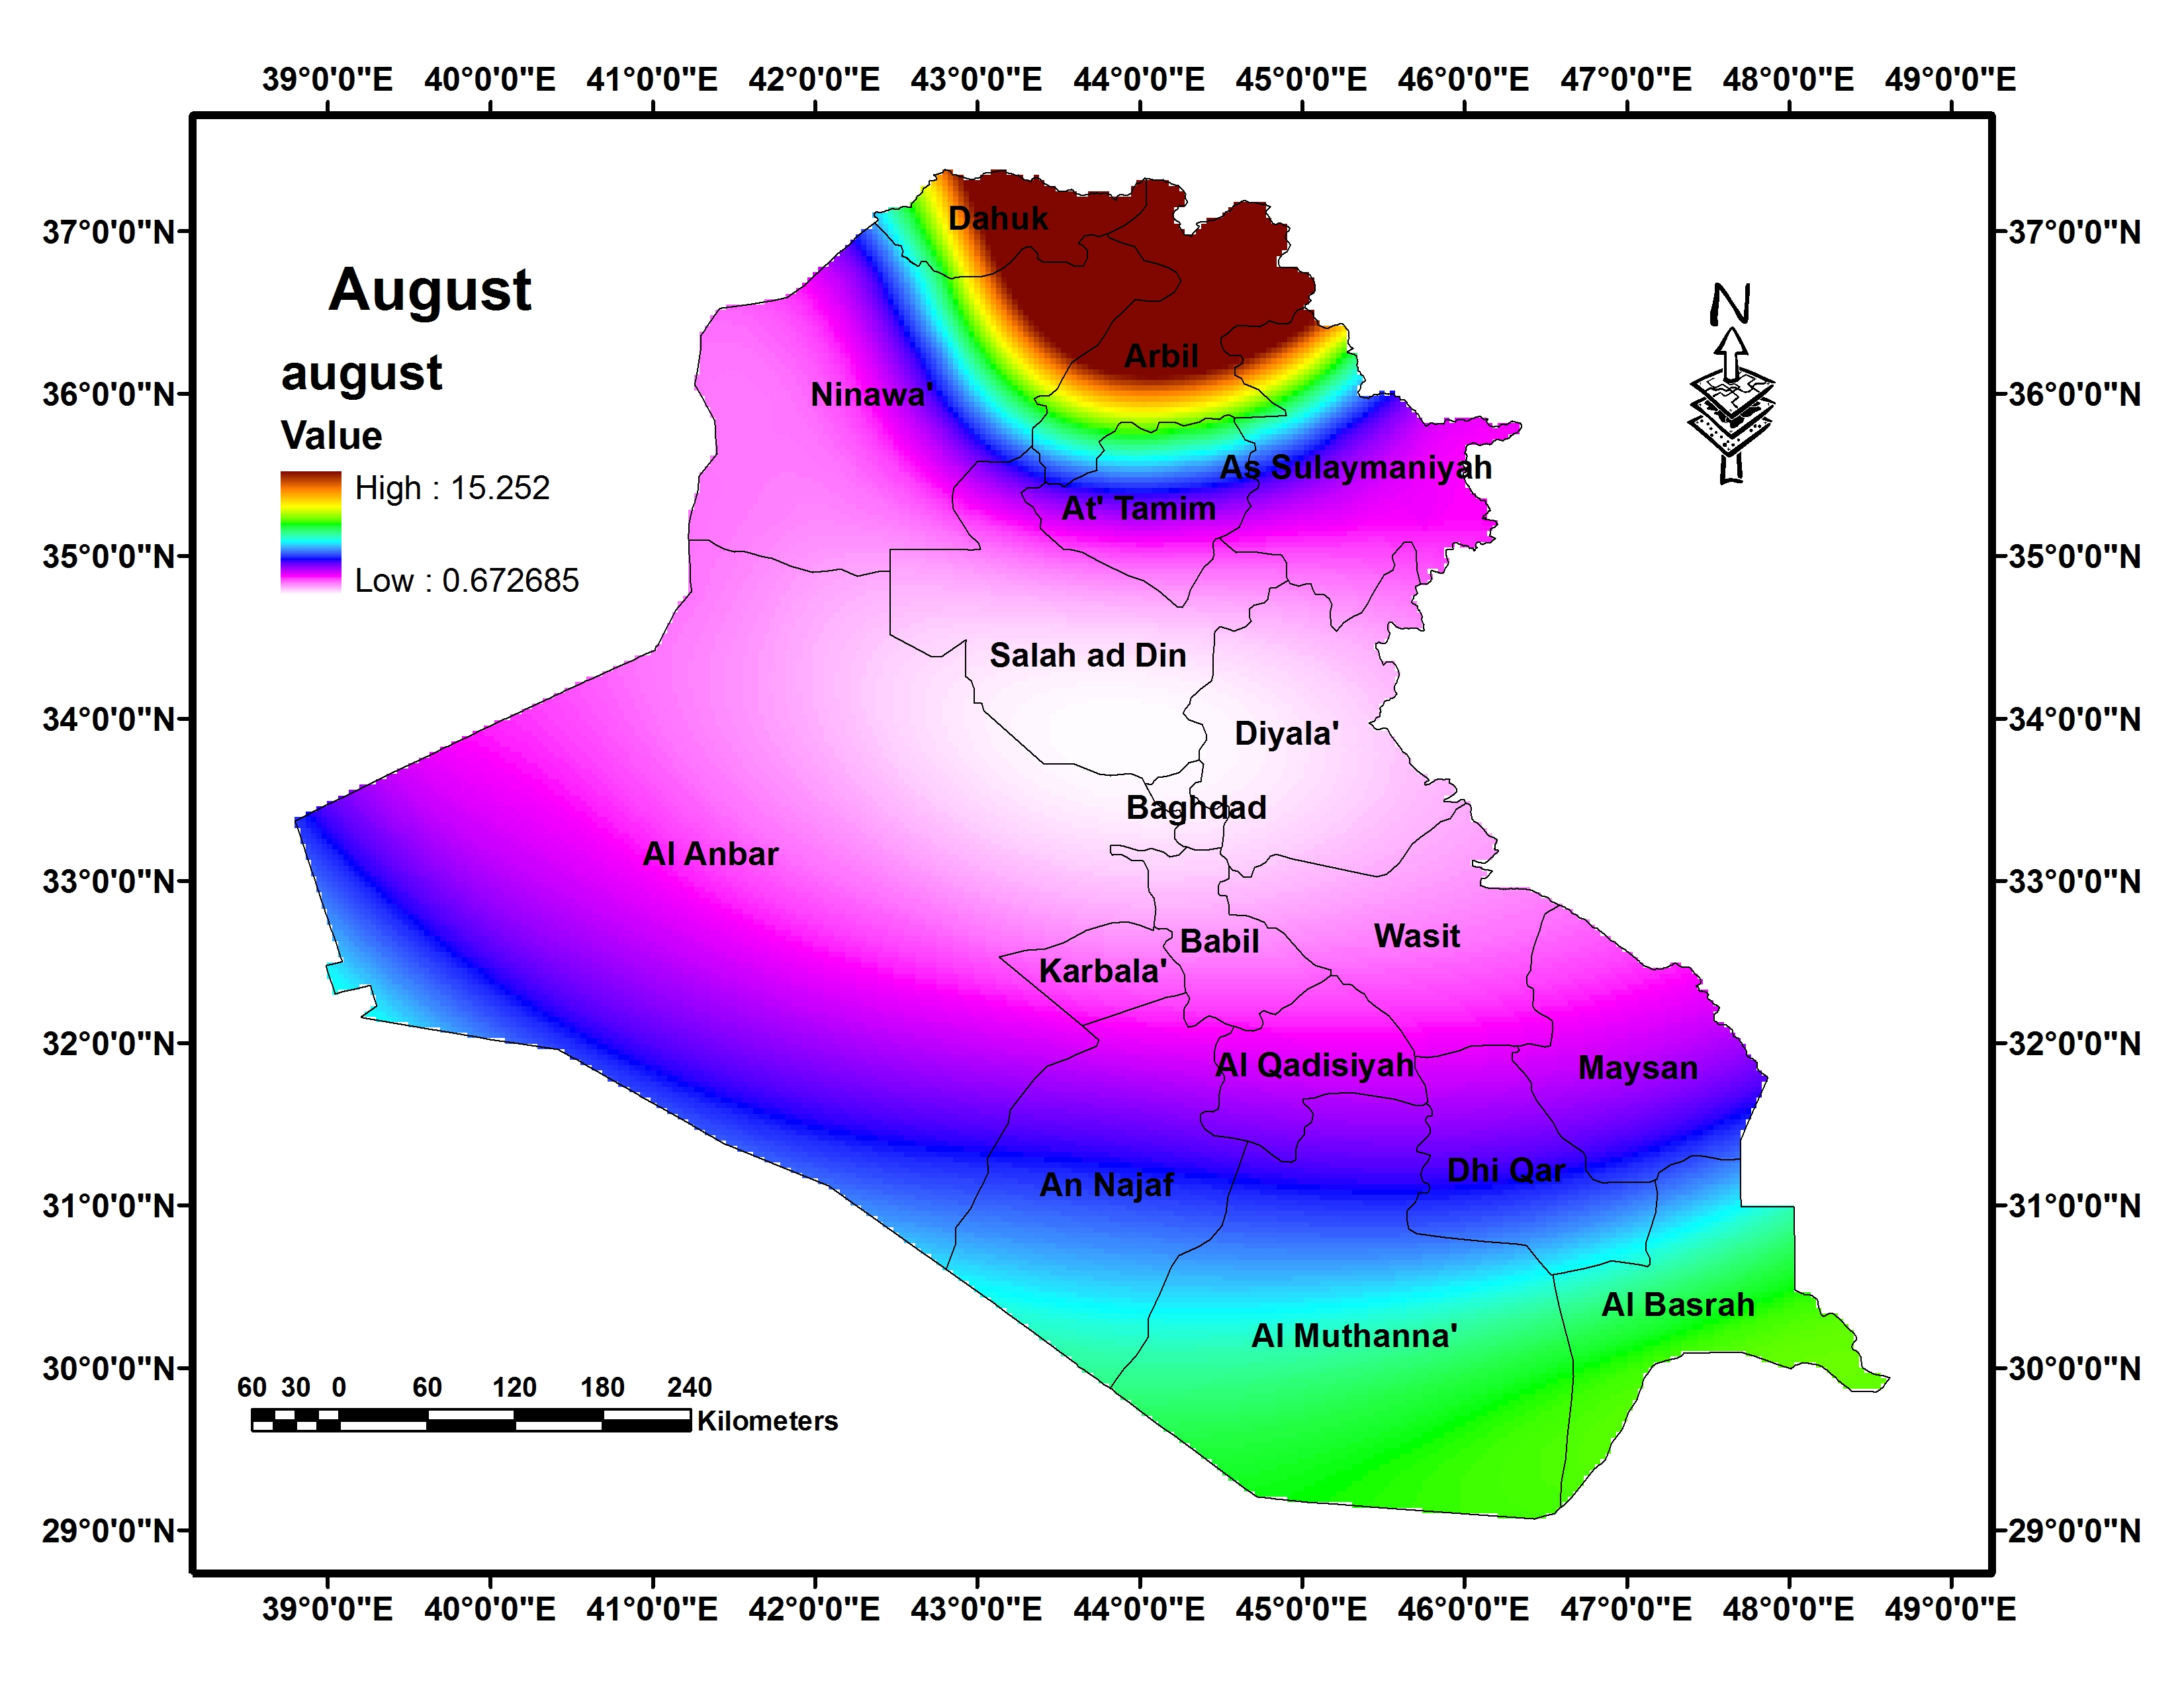 39°0'0"E 40°0'0"E 41°0'0"E 42°0'0"E 43°0'0"E 44°0'0"E 45°0'0"E 46°0'0"E 47°0'0"E 48°0'0"E 49°0'0"E
37°0'0"N
36°0'0"N
35°0'0"N
34°0'0"N
33°0'0"N
32°0'0"N
31°0'0"N
30°0'0"N
29°0'0"N
August
august
Value
High : 15.252
Low : 0.672685
N
Dahuk
Arbil
Ninawa'
As Sulaymaniyah
At' Tamim
Salah ad Din
Diyala'
Baghdad
Al Anbar
Wasit
Babil
Karbala'
Al Qadisiyah
Maysan
Dhi Qar
An Najaf
Al Basrah
Al Muthanna'
60 30 0 60 120 180 240
Kilometers
37°0'0"N
36°0'0"N
35°0'0"N
34°0'0"N
33°0'0"N
32°0'0"N
31°0'0"N
30°0'0"N
29°0'0"N
39°0'0"E 40°0'0"E 41°0'0"E 42°0'0"E 43°0'0"E 44°0'0"E 45°0'0"E 46°0'0"E 47°0'0"E 48°0'0"E 49°0'0"E